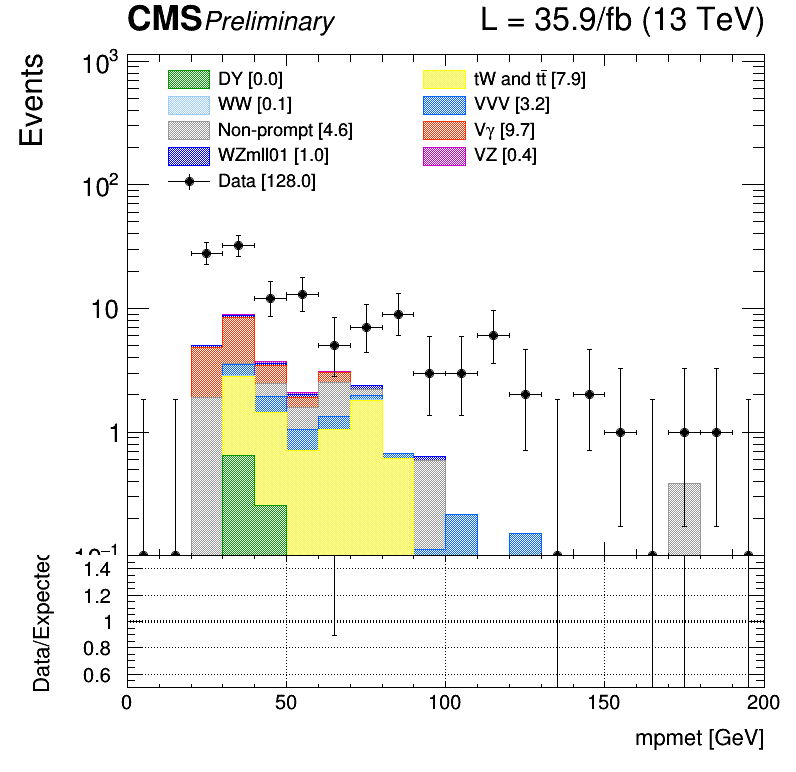 CMS Preliminary L = 35.9/fb (13 TeV)
Events
10³
10²
10
1
10⁻¹
DY [0.0]
WW [0.1]
Non-prompt [4.6]
WZmll01 [1.0]
Data [128.0]
tW and tt̄ [7.9]
VVV [3.2]
Vγ [9.7]
VZ [0.4]
Data/Expected
1.4
1.2
1
0.8
0.6
0 50 100 150 200
mpmet [GeV]